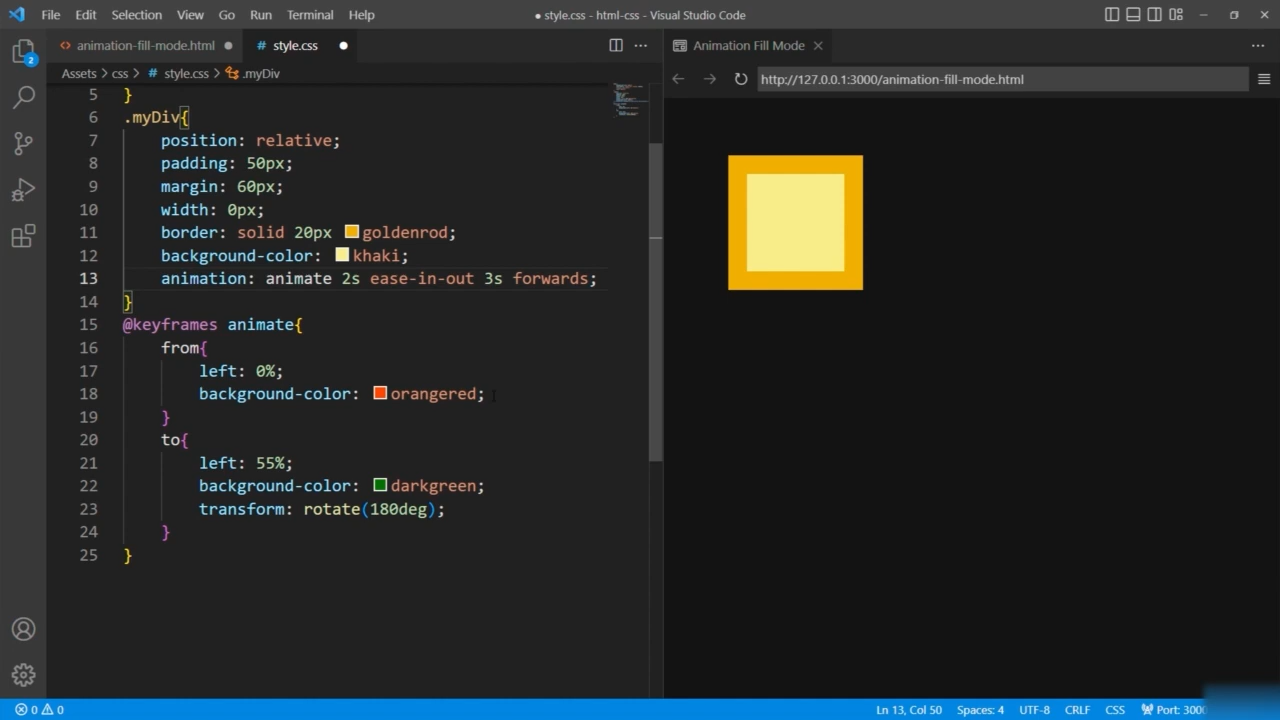 File Edit Selection View Go Run Terminal Help
● style.css - html-css - Visual Studio Code
animation-fill-mode.html
# style.css
Assets > css > # style.css > .myDiv
5 }
6 .myDiv{
7 position: relative;
8 padding: 50px;
9 margin: 60px;
10 width: 0px;
11 border: solid 20px goldenrod;
12 background-color: khaki;
13 animation: animate 2s ease-in-out 3s forwards;
14 }
15 @keyframes animate{
16 from{
17 left: 0%;
18 background-color: orangered;
19 }
20 to{
21 left: 55%;
22 background-color: darkgreen;
23 transform: rotate(180deg);
24 }
25 }
Animation Fill Mode
http://127.0.0.1:3000/animation-fill-mode.html
2
0 0
Ln 13, Col 50 Spaces: 4 UTF-8 CRLF CSS Port: 3000